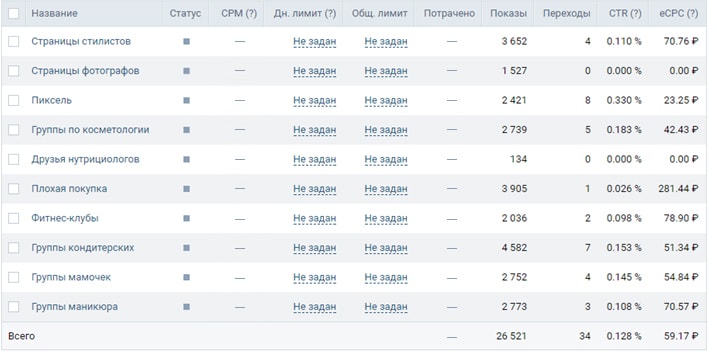 Название Статус CPM (?) Дн. лимит (?) Общ. лимит Потрачено Показы Переходы CTR (?) eCPC (?)
Страницы стилистов — Не задан Не задан — 3 652 4 0.110 % 70.76 ₽
Страницы фотографов — Не задан Не задан — 1 527 0 0.000 % 0.00 ₽
Пиксель — Не задан Не задан — 2 421 8 0.330 % 23.25 ₽
Группы по косметологии — Не задан Не задан — 2 739 5 0.183 % 42.43 ₽
Друзья нутрициологов — Не задан Не задан — 134 0 0.000 % 0.00 ₽
Плохая покупка — Не задан Не задан — 3 905 1 0.026 % 281.44 ₽
Фитнес-клубы — Не задан Не задан — 2 036 2 0.098 % 78.90 ₽
Группы кондитерских — Не задан Не задан — 4 582 7 0.153 % 51.34 ₽
Группы мамочек — Не задан Не задан — 2 752 4 0.145 % 54.84 ₽
Группы маникюра — Не задан Не задан — 2 773 3 0.108 % 70.57 ₽
Всего — 26 521 34 0.128 % 59.17 ₽